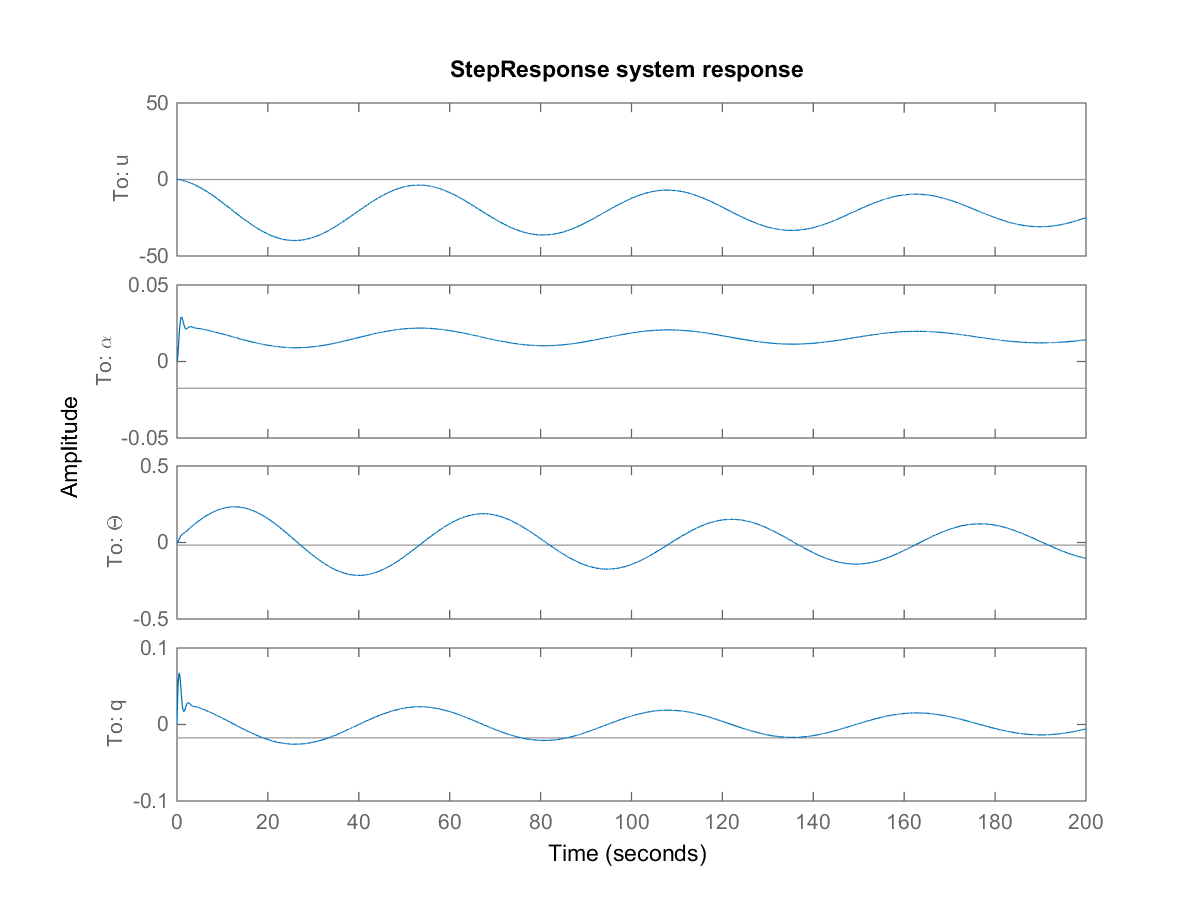 StepResponse system response
Amplitude
To: u
50
0
-50
To: α
0.05
0
-0.05
To: Θ
0.5
0
-0.5
To: q
0.1
0
-0.1
0 20 40 60 80 100 120 140 160 180 200
Time (seconds)